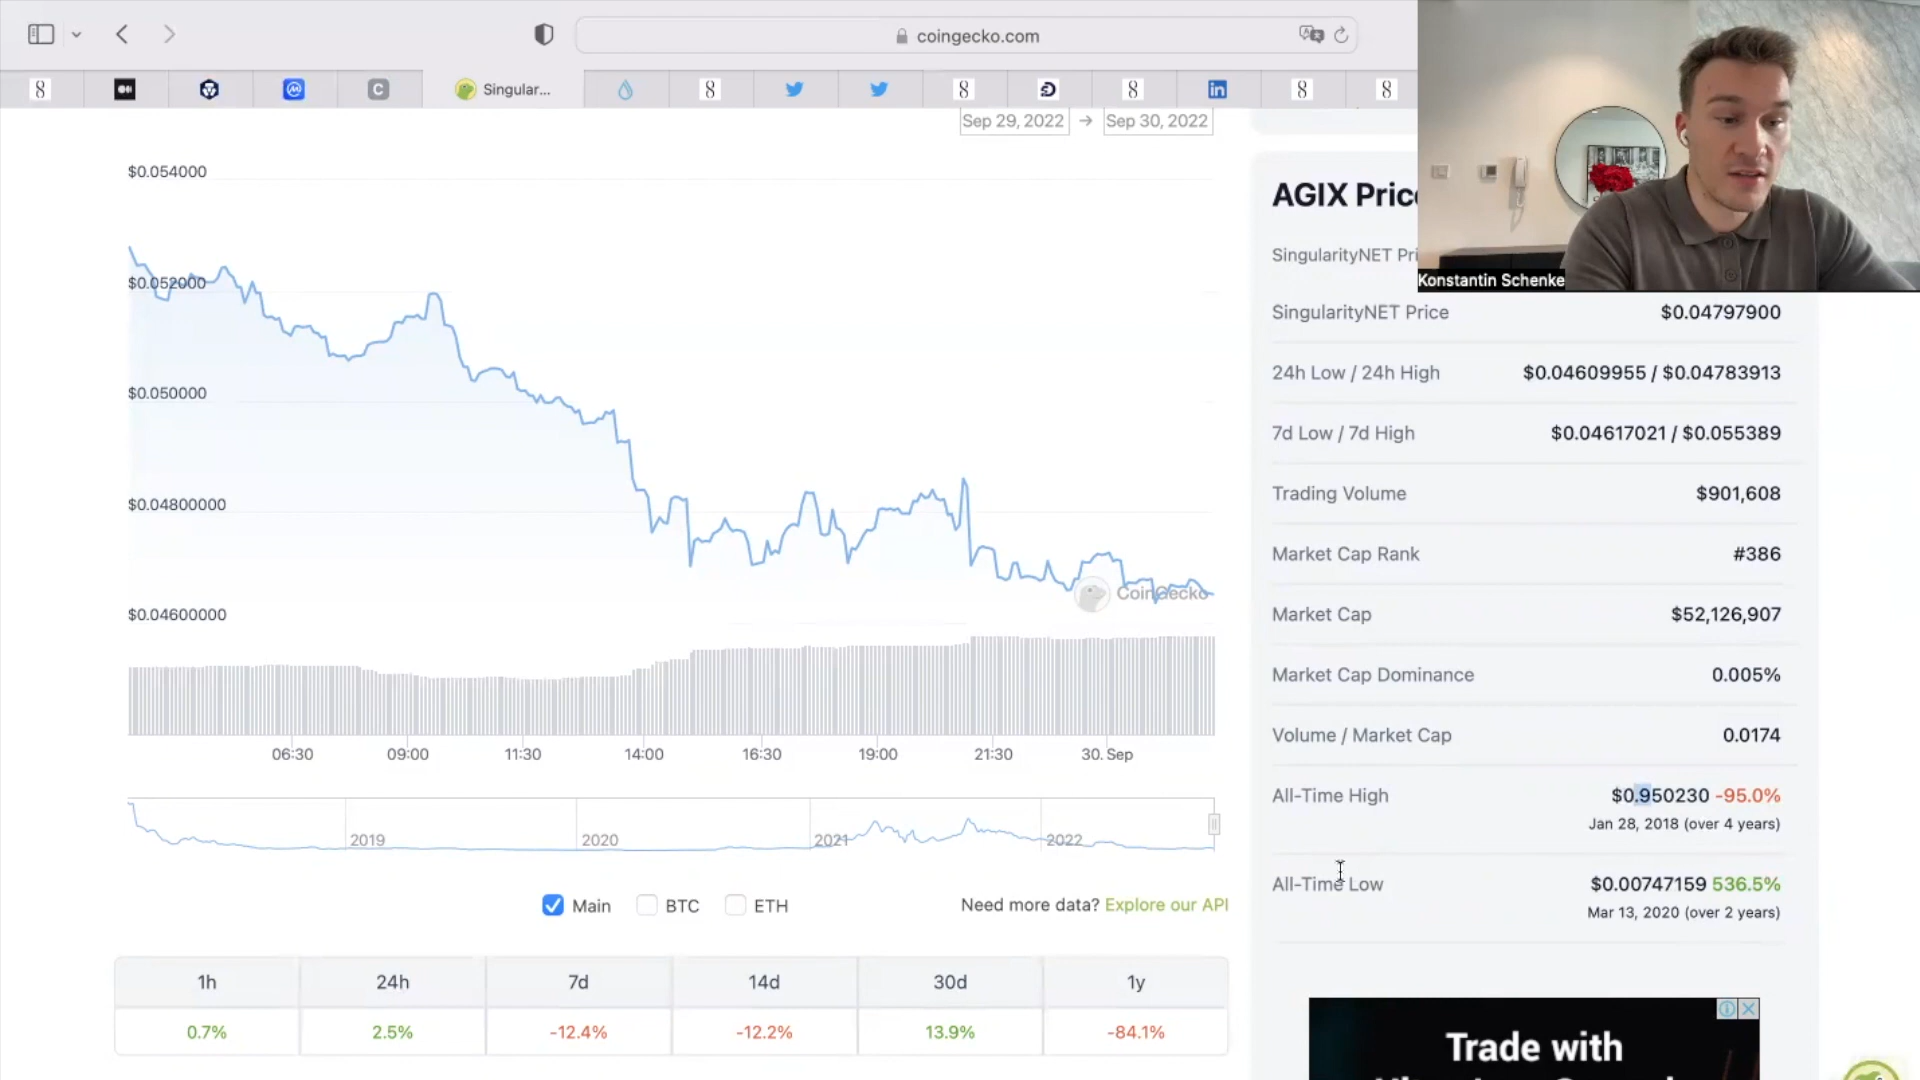 coingecko.com
Singular...
Sep 29, 2022 → Sep 30, 2022
$0.054000
$0.052000
$0.050000
$0.04800000
$0.04600000
CoinGecko
06:30 09:00 11:30 14:00 16:30 19:00 21:30 30. Sep
2019 2020 2021 2022
Main BTC ETH
Need more data? Explore our API
1h 24h 7d 14d 30d 1y
0.7% 2.5% -12.4% -12.2% 13.9% -84.1%
Konstantin Schenke
AGIX Pric
SingularityNET Pri
SingularityNET Price $0.04797900
24h Low / 24h High $0.04609955 / $0.04783913
7d Low / 7d High $0.04617021 / $0.055389
Trading Volume $901,608
Market Cap Rank #386
Market Cap $52,126,907
Market Cap Dominance 0.005%
Volume / Market Cap 0.0174
All-Time High $0.950230 -95.0%
Jan 28, 2018 (over 4 years)
All-Time Low $0.00747159 536.5%
Mar 13, 2020 (over 2 years)
Trade with